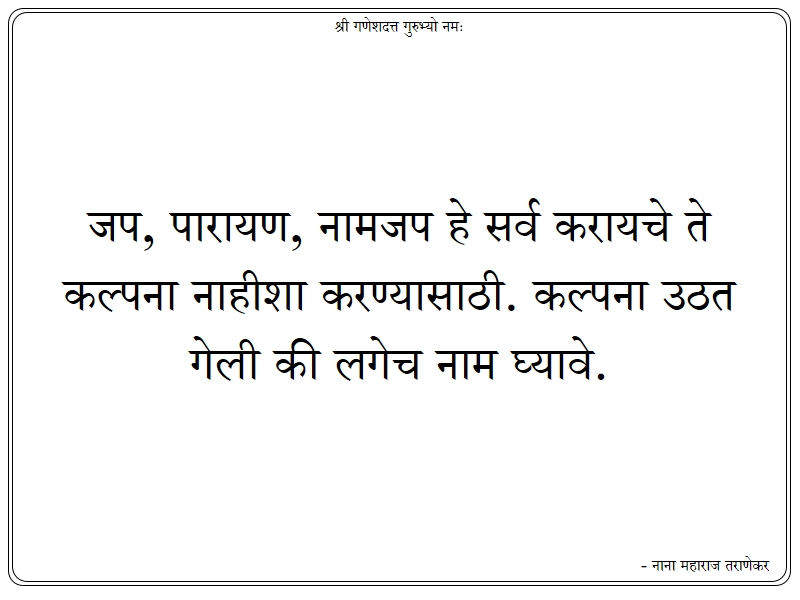 श्री गणेशदत्त गुरुभ्यो नमः
जप, पारायण, नामजप हे सर्व करायचे ते
कल्पना नाहीशा करण्यासाठी. कल्पना उठत
गेली की लगेच नाम घ्यावे.
- नाना महाराज तराणेकर